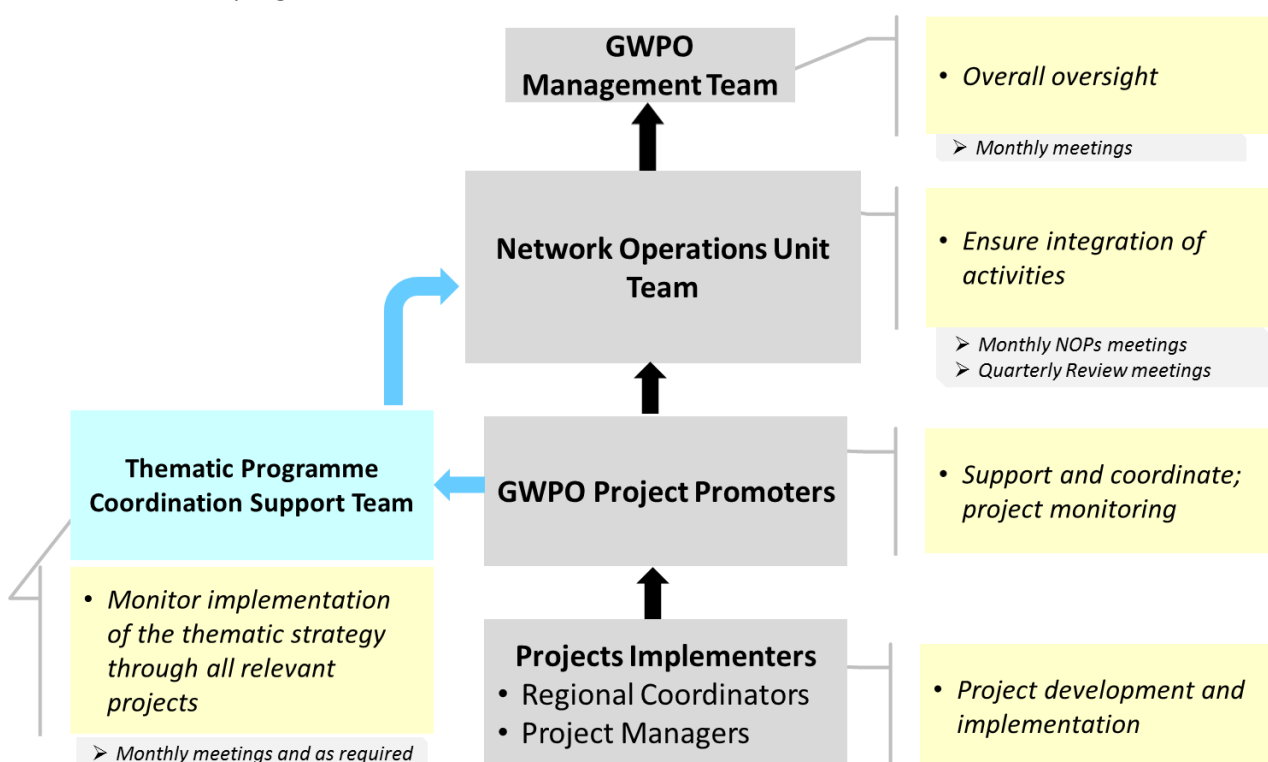 GWPO
Management Team
• Overall oversight
➢ Monthly meetings
Network Operations Unit
Team
• Ensure integration of
activities
➢ Monthly NOPs meetings
➢ Quarterly Review meetings
Thematic Programme
Coordination Support Team
GWPO Project Promoters
• Support and coordinate;
project monitoring
• Monitor implementation
of the thematic strategy
through all relevant
projects
➢ Monthly meetings and as required
Projects Implementers
• Regional Coordinators
• Project Managers
• Project development and
implementation